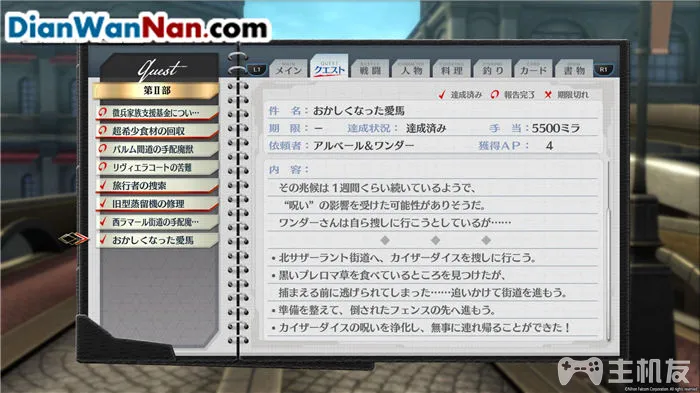 DianWanNan.com
quest
第Ⅱ部
徴兵家族支援基金につい…
超希少食材の回収
パルム間道の手配魔獣
リヴィエラコートの苦難
旅行者の捜索
旧型蒸留機の修理
西ラマール街道の手配魔…
おかしくなった愛馬
L1 メイン QUEST クエスト 戦闘 人物 料理 釣り カード 書物 R1
達成済み 報告完了 期限切れ
件 名：おかしくなった愛馬
期 限：－ 達成状況：達成済み 手 当：5500ミラ
依頼者：アルベール＆ワンダー 獲得AP：4
内 容：
その兆候は１週間くらい続いているようで、
“呪い”の影響を受けた可能性がありそうだ。
ワンダーさんは自ら捜しに行こうとしているが……
・北サザーラント街道へ、カイザーダイスを捜しに行こう。
・黒いプレロマ草を食べているところを見つけたが、
捕まえる前に逃げられてしまった……追いかけて街道を進もう。
・準備を整えて、倒されたフェンスの先へ進もう。
・カイザーダイスの呪いを浄化し、無事に連れ帰ることができた！
主机友
©Nihon Falcom Corporation. All rights reserved.